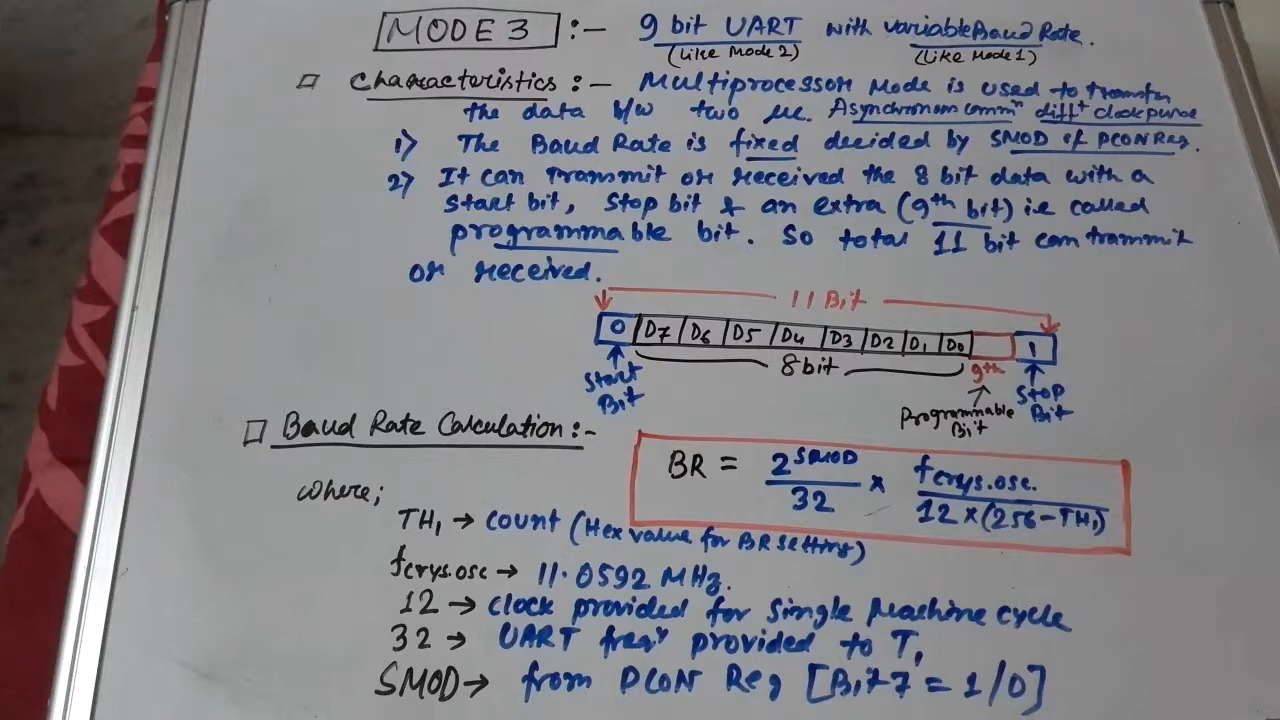 MODE 3 :- 9 bit UART with variable Baud Rate.
(Like Mode 2) (Like Mode 1)
Characteristics :- Multiprocessor Mode is used to transfer
the data b/w two μc. Asynchronous commⁿ diffᵗ clock pulse
1) The Baud Rate is fixed decided by SMOD of PCON Reg.
2) It can transmit or received the 8 bit data with a
start bit, stop bit & an extra (9th bit) i.e called
programmable bit. So total 11 bit can transmit
or received.
11 Bit
0 D7 D6 D5 D4 D3 D2 D1 D0 1
8 bit 9th
Start Bit Programmable Bit Stop Bit
Baud Rate Calculation :-
BR = 2^SMOD / 32 × fcrys.osc. / 12 × (256 - TH₁)
where;
TH₁ → count (Hex value for BR setting)
fcrys.osc → 11.0592 MHz.
12 → clock provided for single Machine cycle
32 → UART freqʸ provided to T₁
SMOD → from PCON Reg [Bit 7 = 1/0]